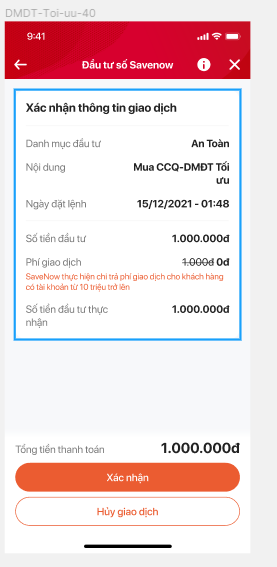 DMDT-Toi-uu-40
9:41
Đầu tư số Savenow
Xác nhận thông tin giao dịch
Danh mục đầu tư An Toàn
Nội dung Mua CCQ-DMĐT Tối
ưu
Ngày đặt lệnh 15/12/2021 - 01:48
Số tiền đầu tư 1.000.000đ
Phí giao dịch 1.000đ 0đ
SaveNow thực hiện chi trả phí giao dịch cho khách hàng
có tài khoản từ 10 triệu trở lên
Số tiền đầu tư thực 1.000.000đ
nhận
Tổng tiền thanh toán 1.000.000đ
Xác nhận
Hủy giao dịch